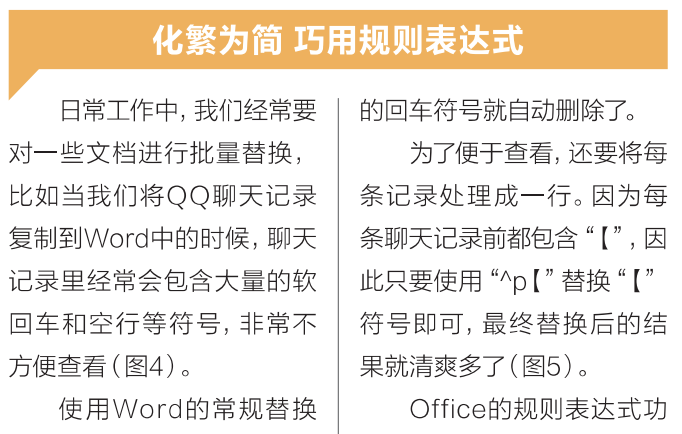 化繁为简 巧用规则表达式
日常工作中，我们经常要
对一些文档进行批量替换，
比如当我们将QQ聊天记录
复制到Word中的时候，聊天
记录里经常会包含大量的软
回车和空行等符号，非常不
方便查看（图4）。
使用Word的常规替换
的回车符号就自动删除了。
为了便于查看，还要将每
条记录处理成一行。因为每
条聊天记录前都包含“【”，因
此只要使用“^p【”替换“【”
符号即可，最终替换后的结
果就清爽多了（图5）。
Office的规则表达式功